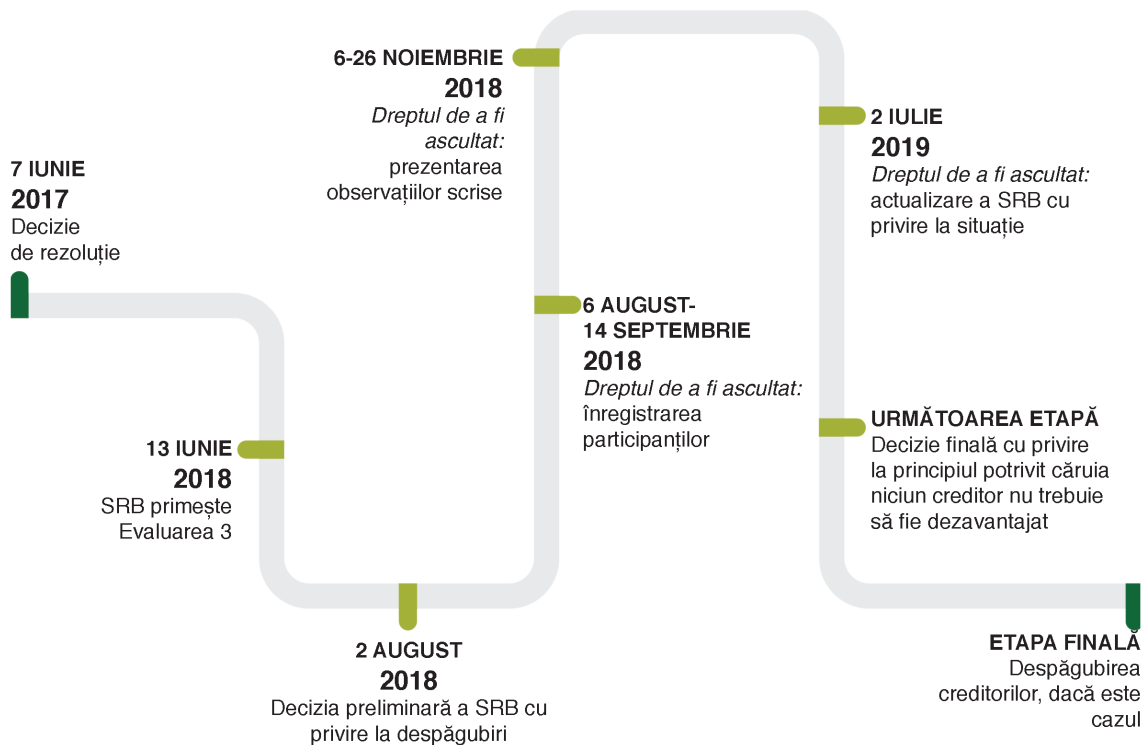 7 IUNIE
2017
Decizie
de rezoluție
13 IUNIE
2018
SRB primește
Evaluarea 3
2 AUGUST
2018
Decizia preliminară a SRB cu
privire la despăgubiri
6 AUGUST-
14 SEPTEMBRIE
2018
Dreptul de a fi ascultat:
înregistrarea
participanților
6-26 NOIEMBRIE
2018
Dreptul de a fi
ascultat:
prezentarea
observațiilor scrise
2 IULIE
2019
Dreptul de a fi ascultat:
actualizare a SRB cu
privire la situație
URMĂTOAREA ETAPĂ
Decizie finală cu privire
la principiul potrivit căruia
niciun creditor nu trebuie
să fie dezavantajat
ETAPA FINALĂ
Despăgubirea
creditorilor, dacă este
cazul